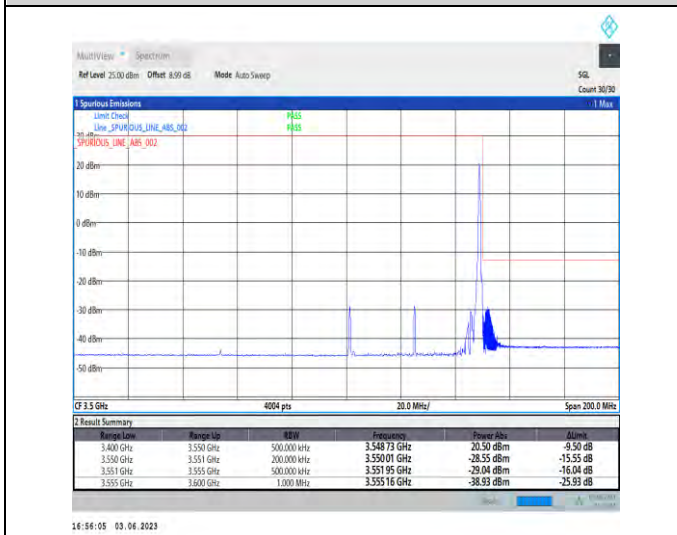 MultiView Spectrum
Ref Level 25.00 dBm Offset 8.99 dB Mode Auto Sweep SGL
Count 30/30
1 Spurious Emissions 1 Max
Limit Check PASS
Line _SPURIOUS_LINE_ABS_002 PASS
_SPURIOUS_LINE_ABS_002
20 dBm
10 dBm
0 dBm
-10 dBm
-20 dBm
-30 dBm
-40 dBm
-50 dBm
CF 3.5 GHz 4004 pts 20.0 MHz/ Span 200.0 MHz
2 Result Summary
Range Low Range Up RBW Frequency Power Abs ΔLimit
3.400 GHz 3.550 GHz 500.000 kHz 3.548 73 GHz 20.50 dBm -9.50 dB
3.550 GHz 3.551 GHz 200.000 kHz 3.550 01 GHz -28.55 dBm -15.55 dB
3.551 GHz 3.555 GHz 500.000 kHz 3.551 95 GHz -29.04 dBm -16.04 dB
3.555 GHz 3.600 GHz 1.000 MHz 3.555 16 GHz -38.93 dBm -25.93 dB
16:56:05 03.06.2023